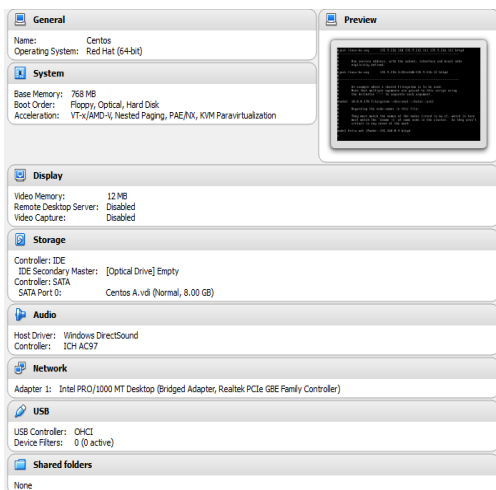 General
Name: Centos
Operating System: Red Hat (64-bit)
Preview
System
Base Memory: 768 MB
Boot Order: Floppy, Optical, Hard Disk
Acceleration: VT-x/AMD-V, Nested Paging, PAE/NX, KVM Paravirtualization
Display
Video Memory: 12 MB
Remote Desktop Server: Disabled
Video Capture: Disabled
Storage
Controller: IDE
IDE Secondary Master: [Optical Drive] Empty
Controller: SATA
SATA Port 0: Centos A.vdi (Normal, 8.00 GB)
Audio
Host Driver: Windows DirectSound
Controller: ICH AC97
Network
Adapter 1: Intel PRO/1000 MT Desktop (Bridged Adapter, Realtek PCIe GBE Family Controller)
USB
USB Controller: OHCI
Device Filters: 0 (0 active)
Shared folders
None